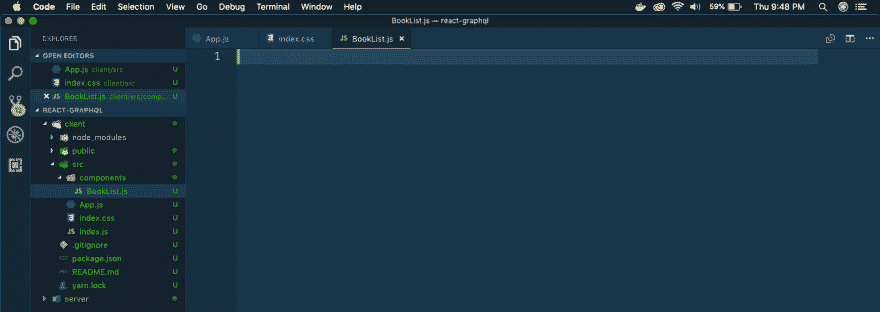 Code File Edit Selection View Go Debug Terminal Window Help 59% Thu 9:48 PM
BookList.js — react-graphql
EXPLORER
App.js index.css JS BookList.js ×
OPEN EDITORS
1
App.js client/src U
index.css client/src U
× JS BookList.js client/src/comp... U
REACT-GRAPHQL
client
node_modules
public
src
components
JS BookList.js U
App.js U
index.css U
JS index.js U
.gitignore U
package.json U
README.md U
yarn.lock U
server